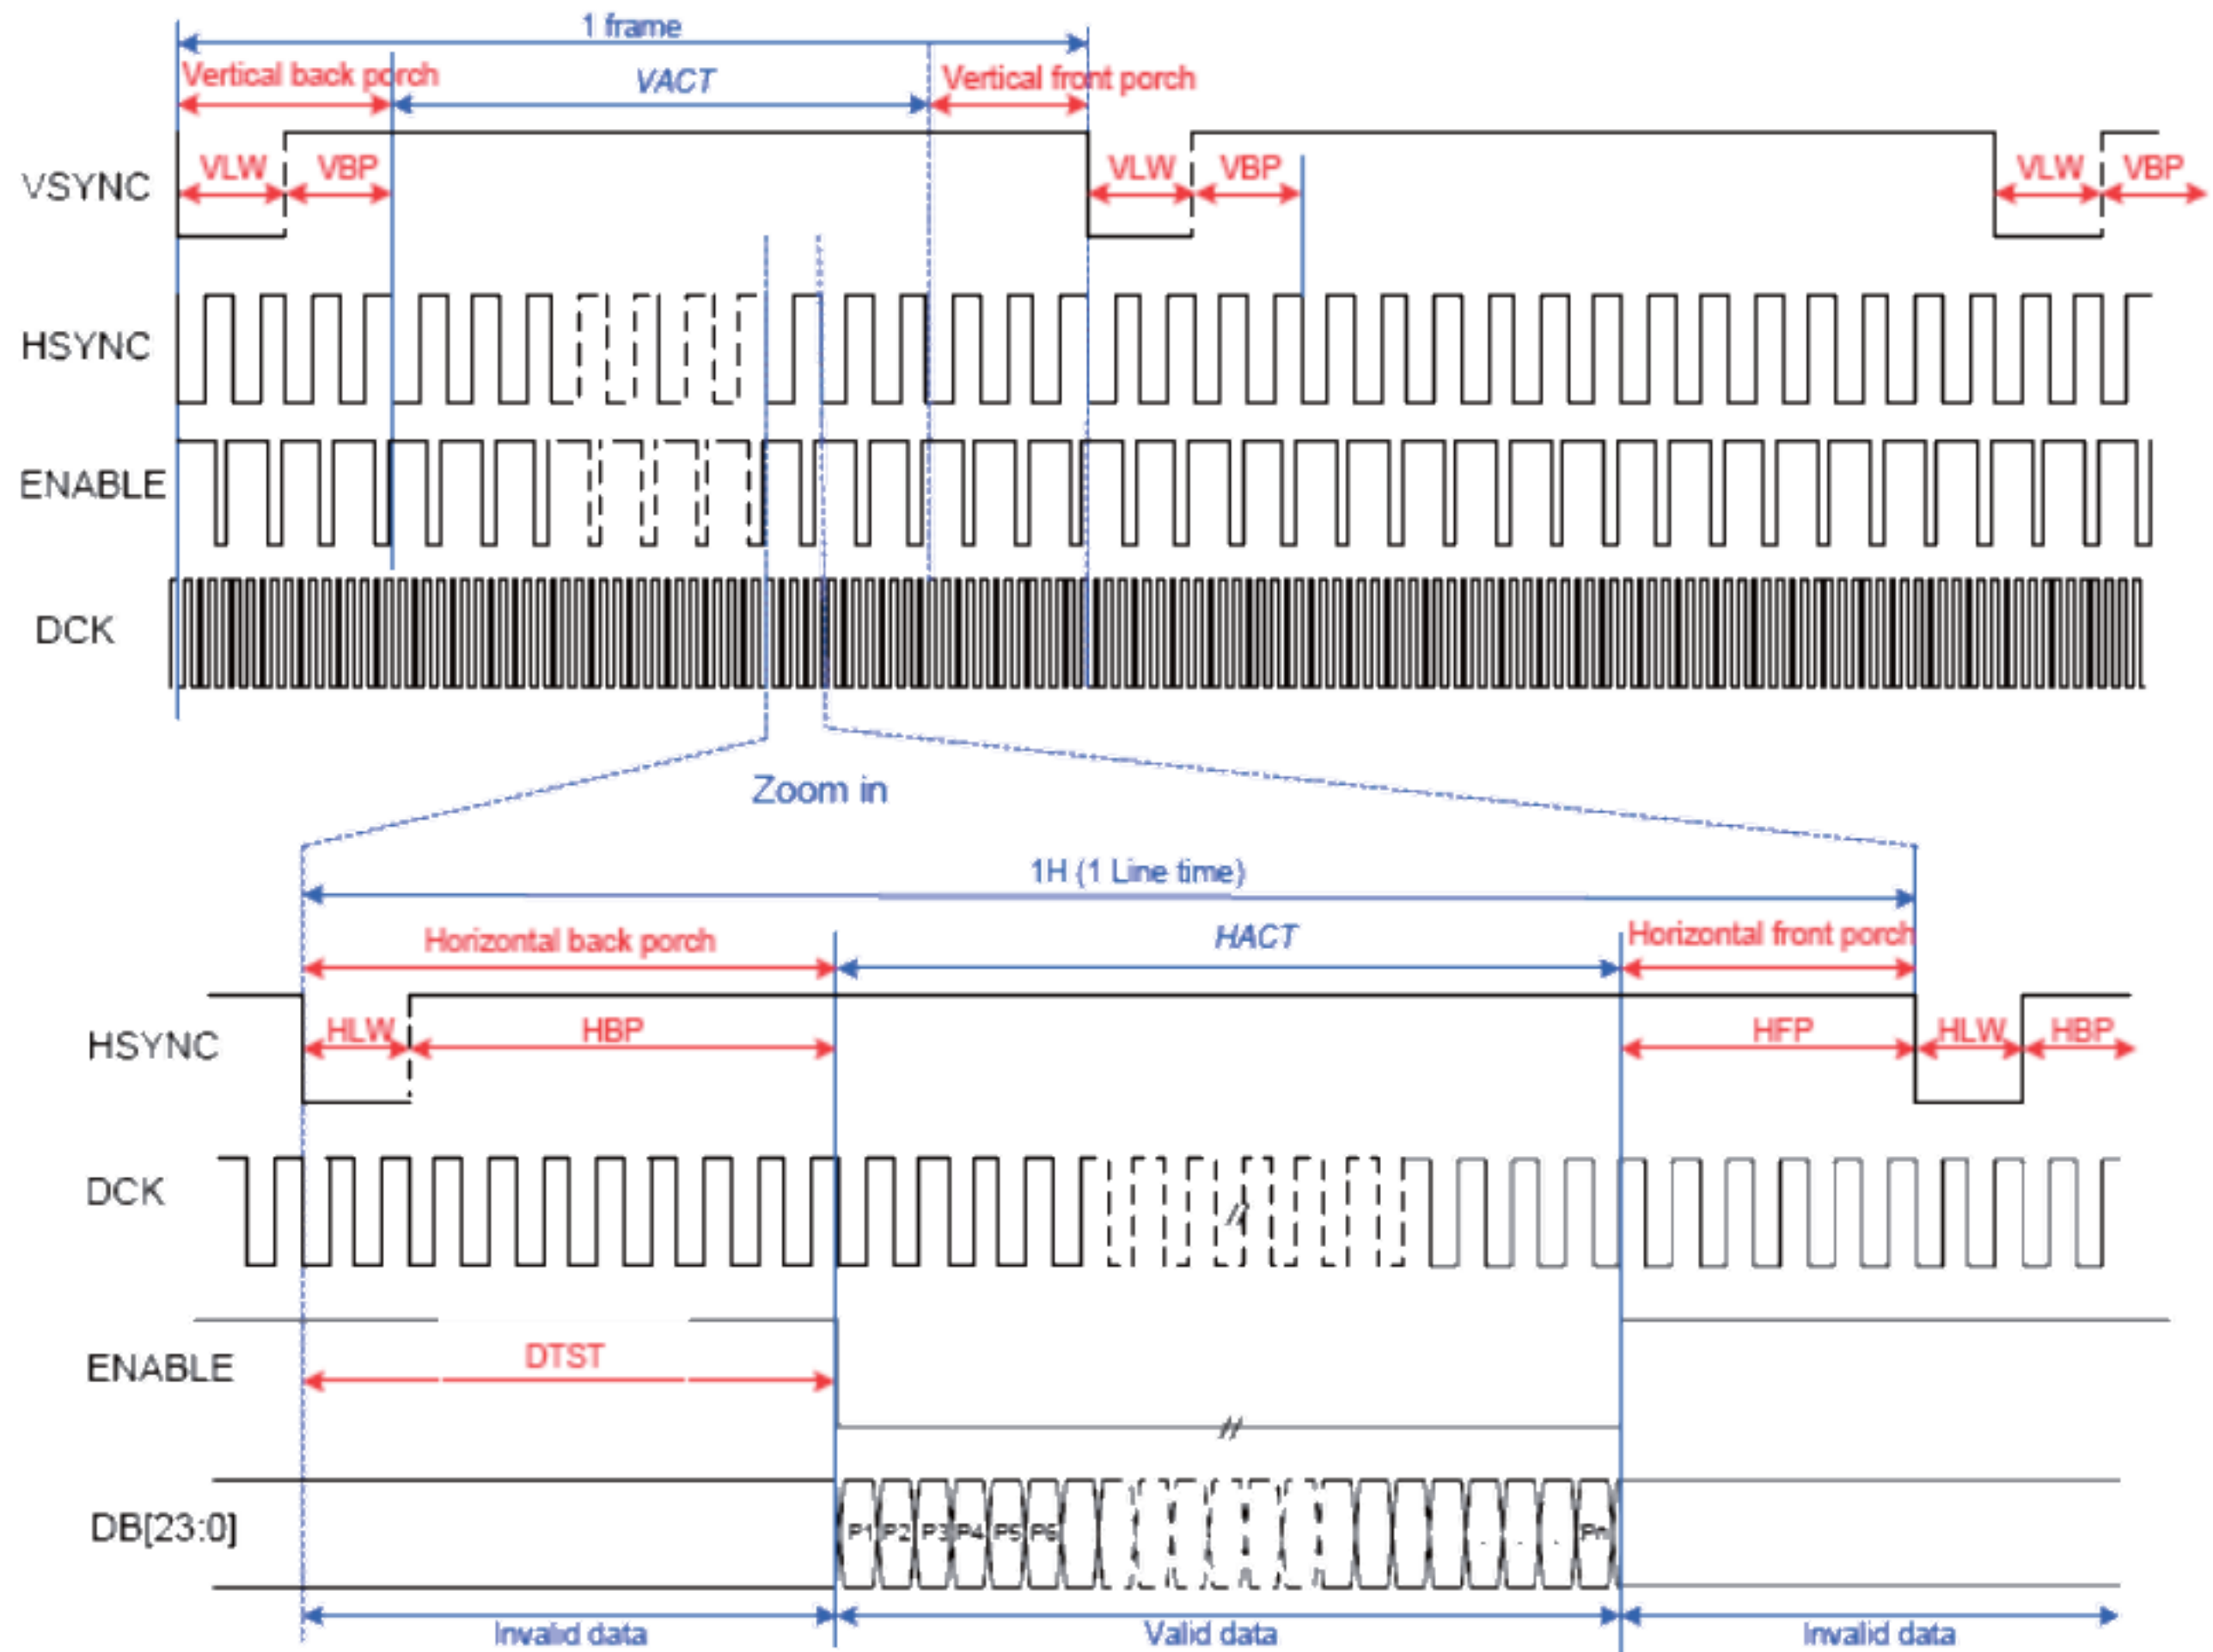 1 frame
Vertical back porch VACT Vertical front porch
VSYNC VLW VBP VLW VBP VLW VBP
HSYNC
ENABLE
DCK
Zoom in
1H (1 Line time)
Horizontal back porch HACT Horizontal front porch
HSYNC HLW HBP HFP HLW HBP
DCK //
ENABLE DTST
//
DB[23:0] P1 P2 P3 P4 P5 P6 . . . Pn
Invalid data Valid data Invalid data